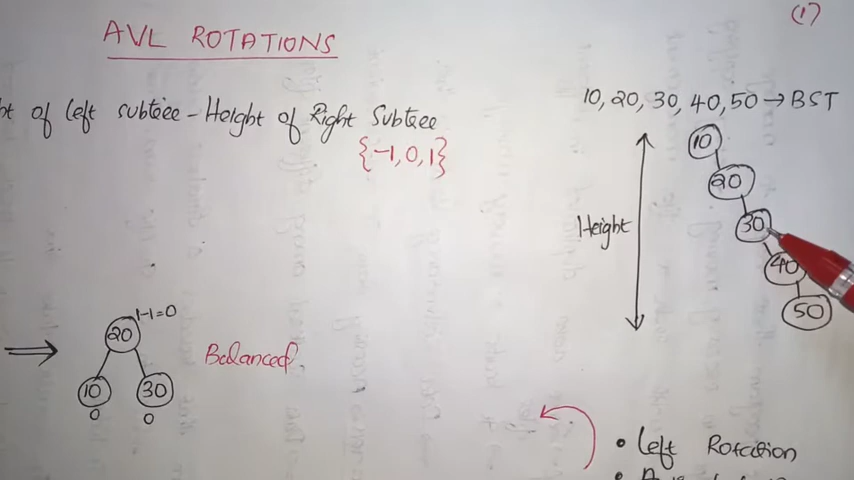 (1)
AVL ROTATIONS
of Left subtree - Height of Right Subtree
{-1, 0, 1}
10, 20, 30, 40, 50 → BST
10
20
Height
30
40
50
1-1=0
20
Balanced.
10
30
0
0
• Left Rotation